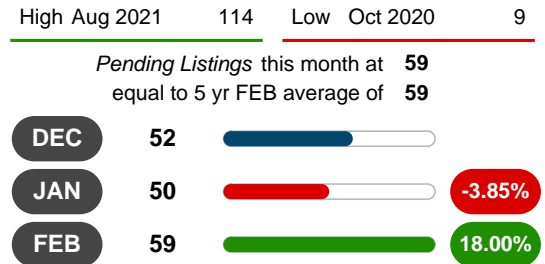 High Aug 2021 114 Low Oct 2020 9
Pending Listings this month at 59
equal to 5 yr FEB average of 59
DEC 52
JAN 50 -3.85%
FEB 59 18.00%